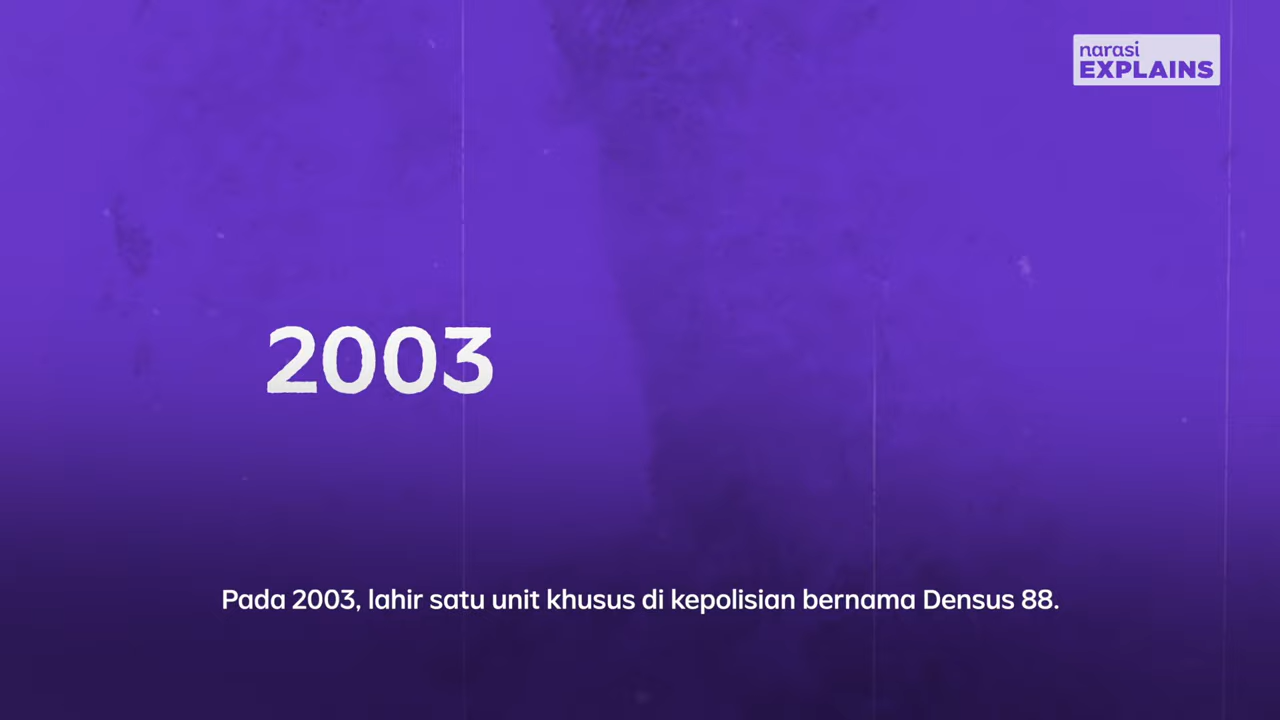 narasi
EXPLAINS
2003
Pada 2003, lahir satu unit khusus di kepolisian bernama Densus 88.